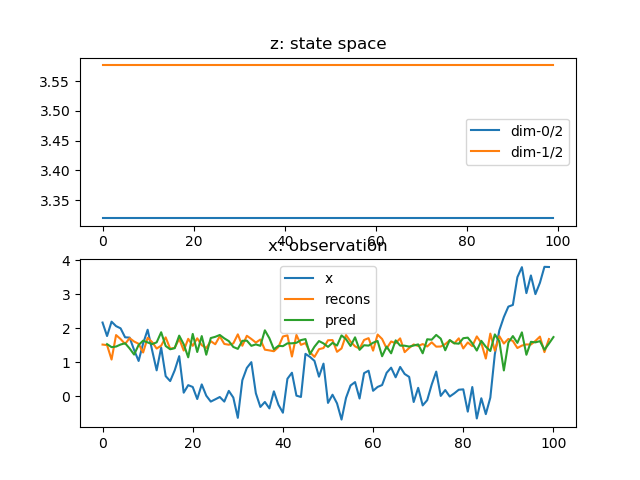 z: state space
3.55
3.50
3.45
3.40
3.35
dim-0/2
dim-1/2
0 20 40 60 80 100
x: observation
4
3
2
1
0
x
recons
pred
0 20 40 60 80 100